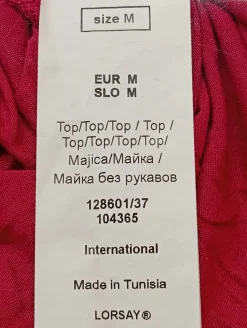 size M
EUR M
SLO M
Top/Top/Top / Top /
Top/Top/Top/Top/
Majica/Майка /
Майка без рукавов
128601/37
104365
International
Made in Tunisia
LORSAY®